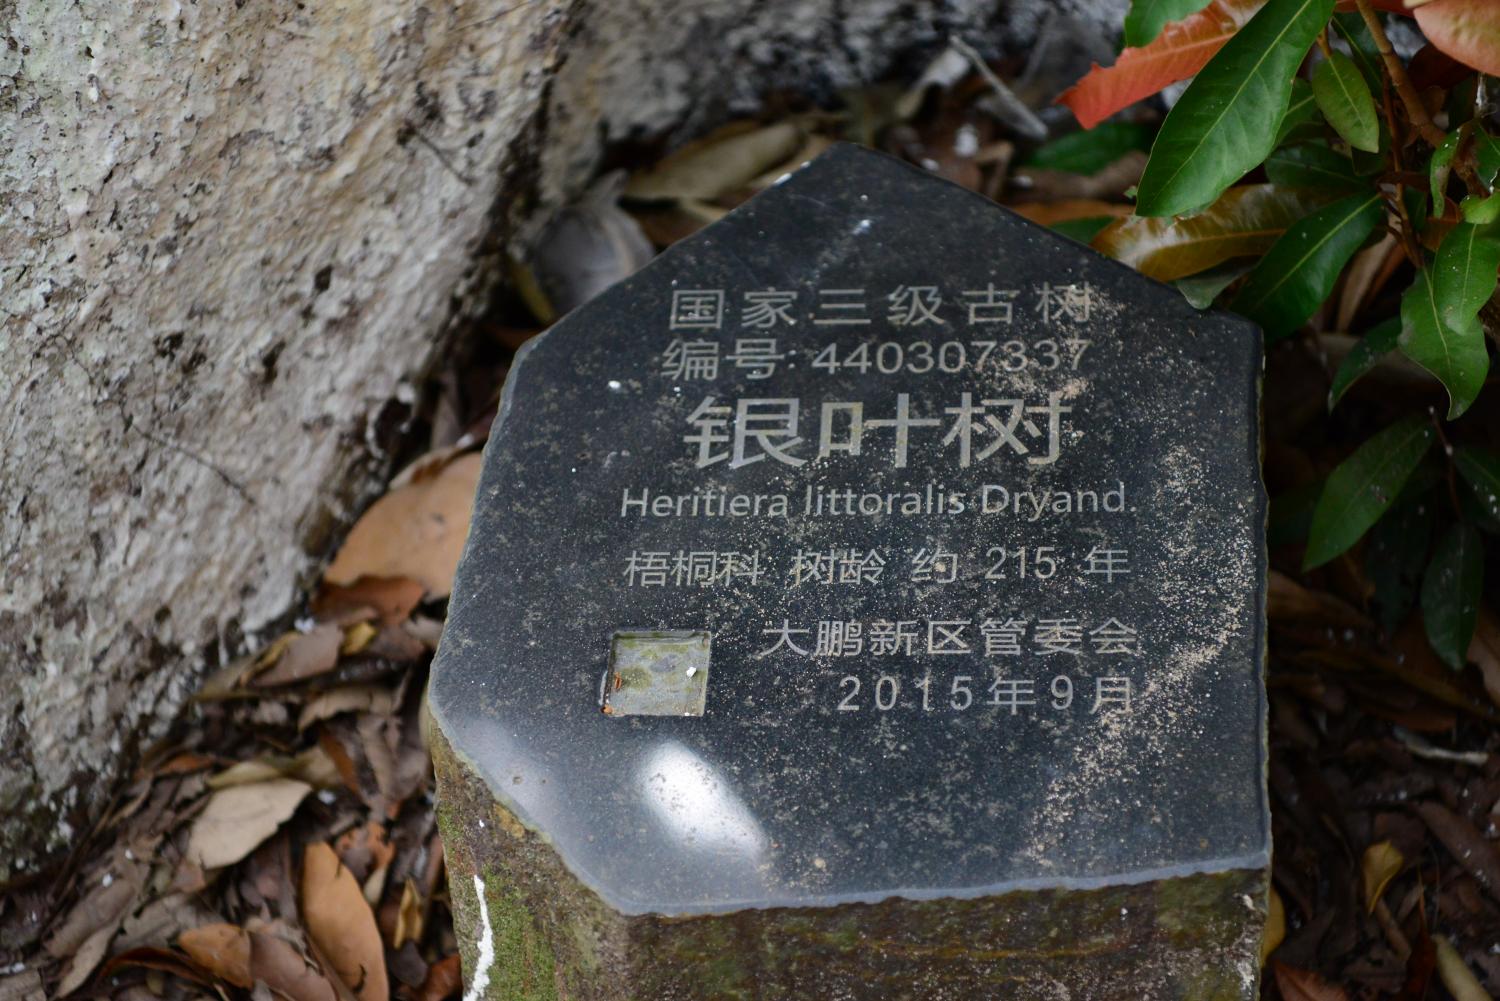 国家三级古树
编号:440307337
银叶树
Heritiera littoralis Dryand.
梧桐科 树龄 约 215 年
大鹏新区管委会
2015年9月